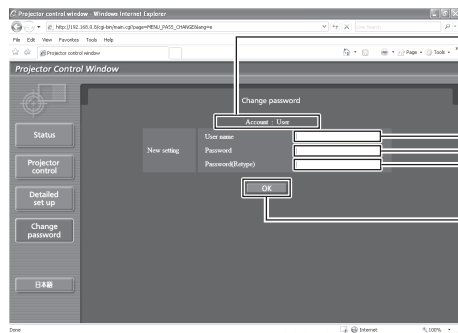 Projector control window - Windows Internet Explorer
http://192.168.0.8/cgi-bin/main.cgi?page=MENU_PASS_CHANGE&lang=e
Live Search
File Edit View Favorites Tools Help
Projector control window
Page Tools
Projector Control Window
Change password
Account : User
New setting
User name
Password
Password(Retype)
OK
Status
Projector control
Detailed set up
Change password
日本語
Done
Internet
100%